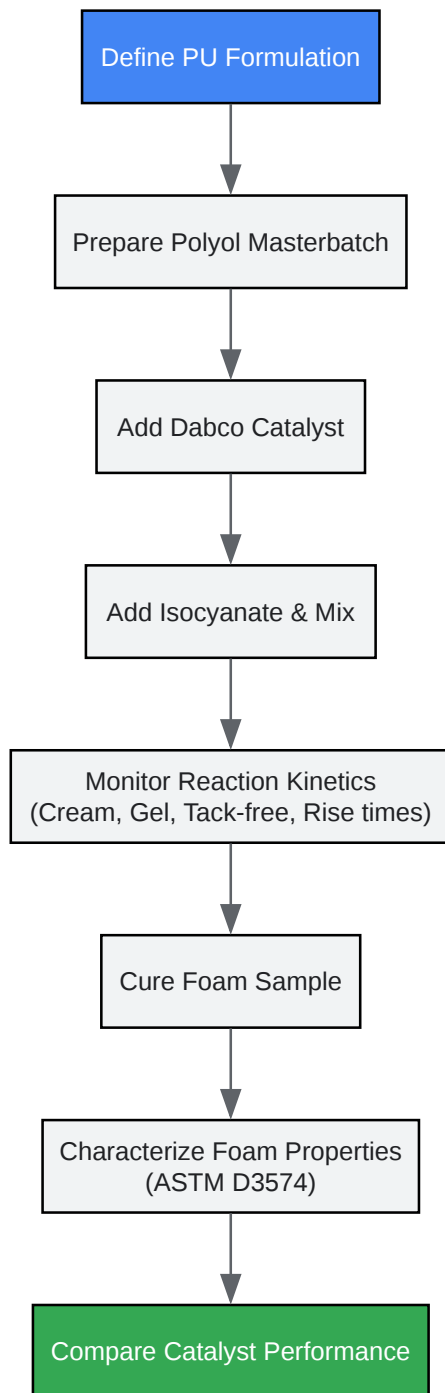 Define PU Formulation
Prepare Polyol Masterbatch
Add Dabco Catalyst
Add Isocyanate & Mix
Monitor Reaction Kinetics
(Cream, Gel, Tack-free, Rise times)
Cure Foam Sample
Characterize Foam Properties
(ASTM D3574)
Compare Catalyst Performance